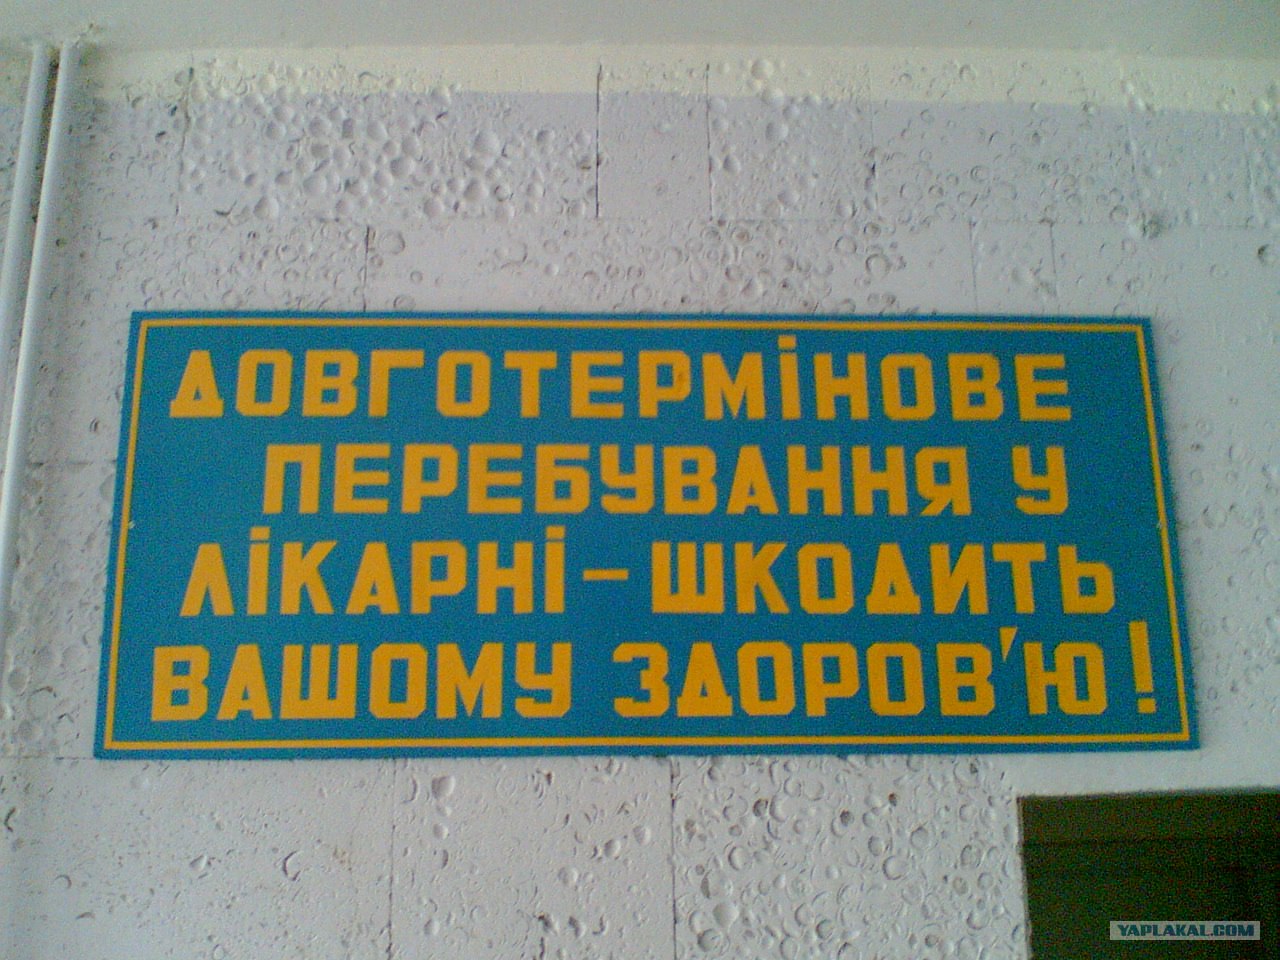 ДОВГОТЕРМІНОВЕ
ПЕРЕБУВАННЯ У
ЛІКАРНІ – ШКОДИТЬ
ВАШОМУ ЗДОРОВ'Ю!
YAPLAKAL.COM